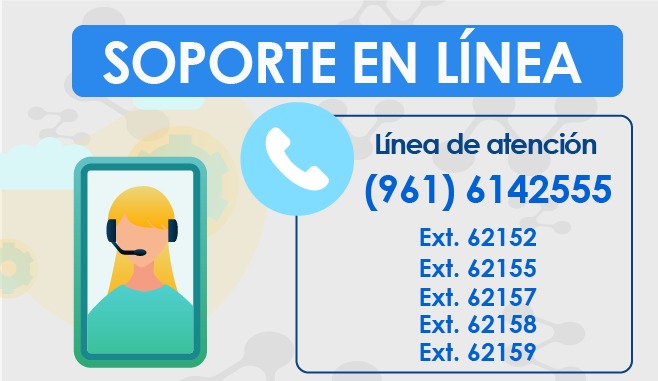 SOPORTE EN LÍNEA
Línea de atención
(961) 6142555
Ext. 62152
Ext. 62155
Ext. 62157
Ext. 62158
Ext. 62159